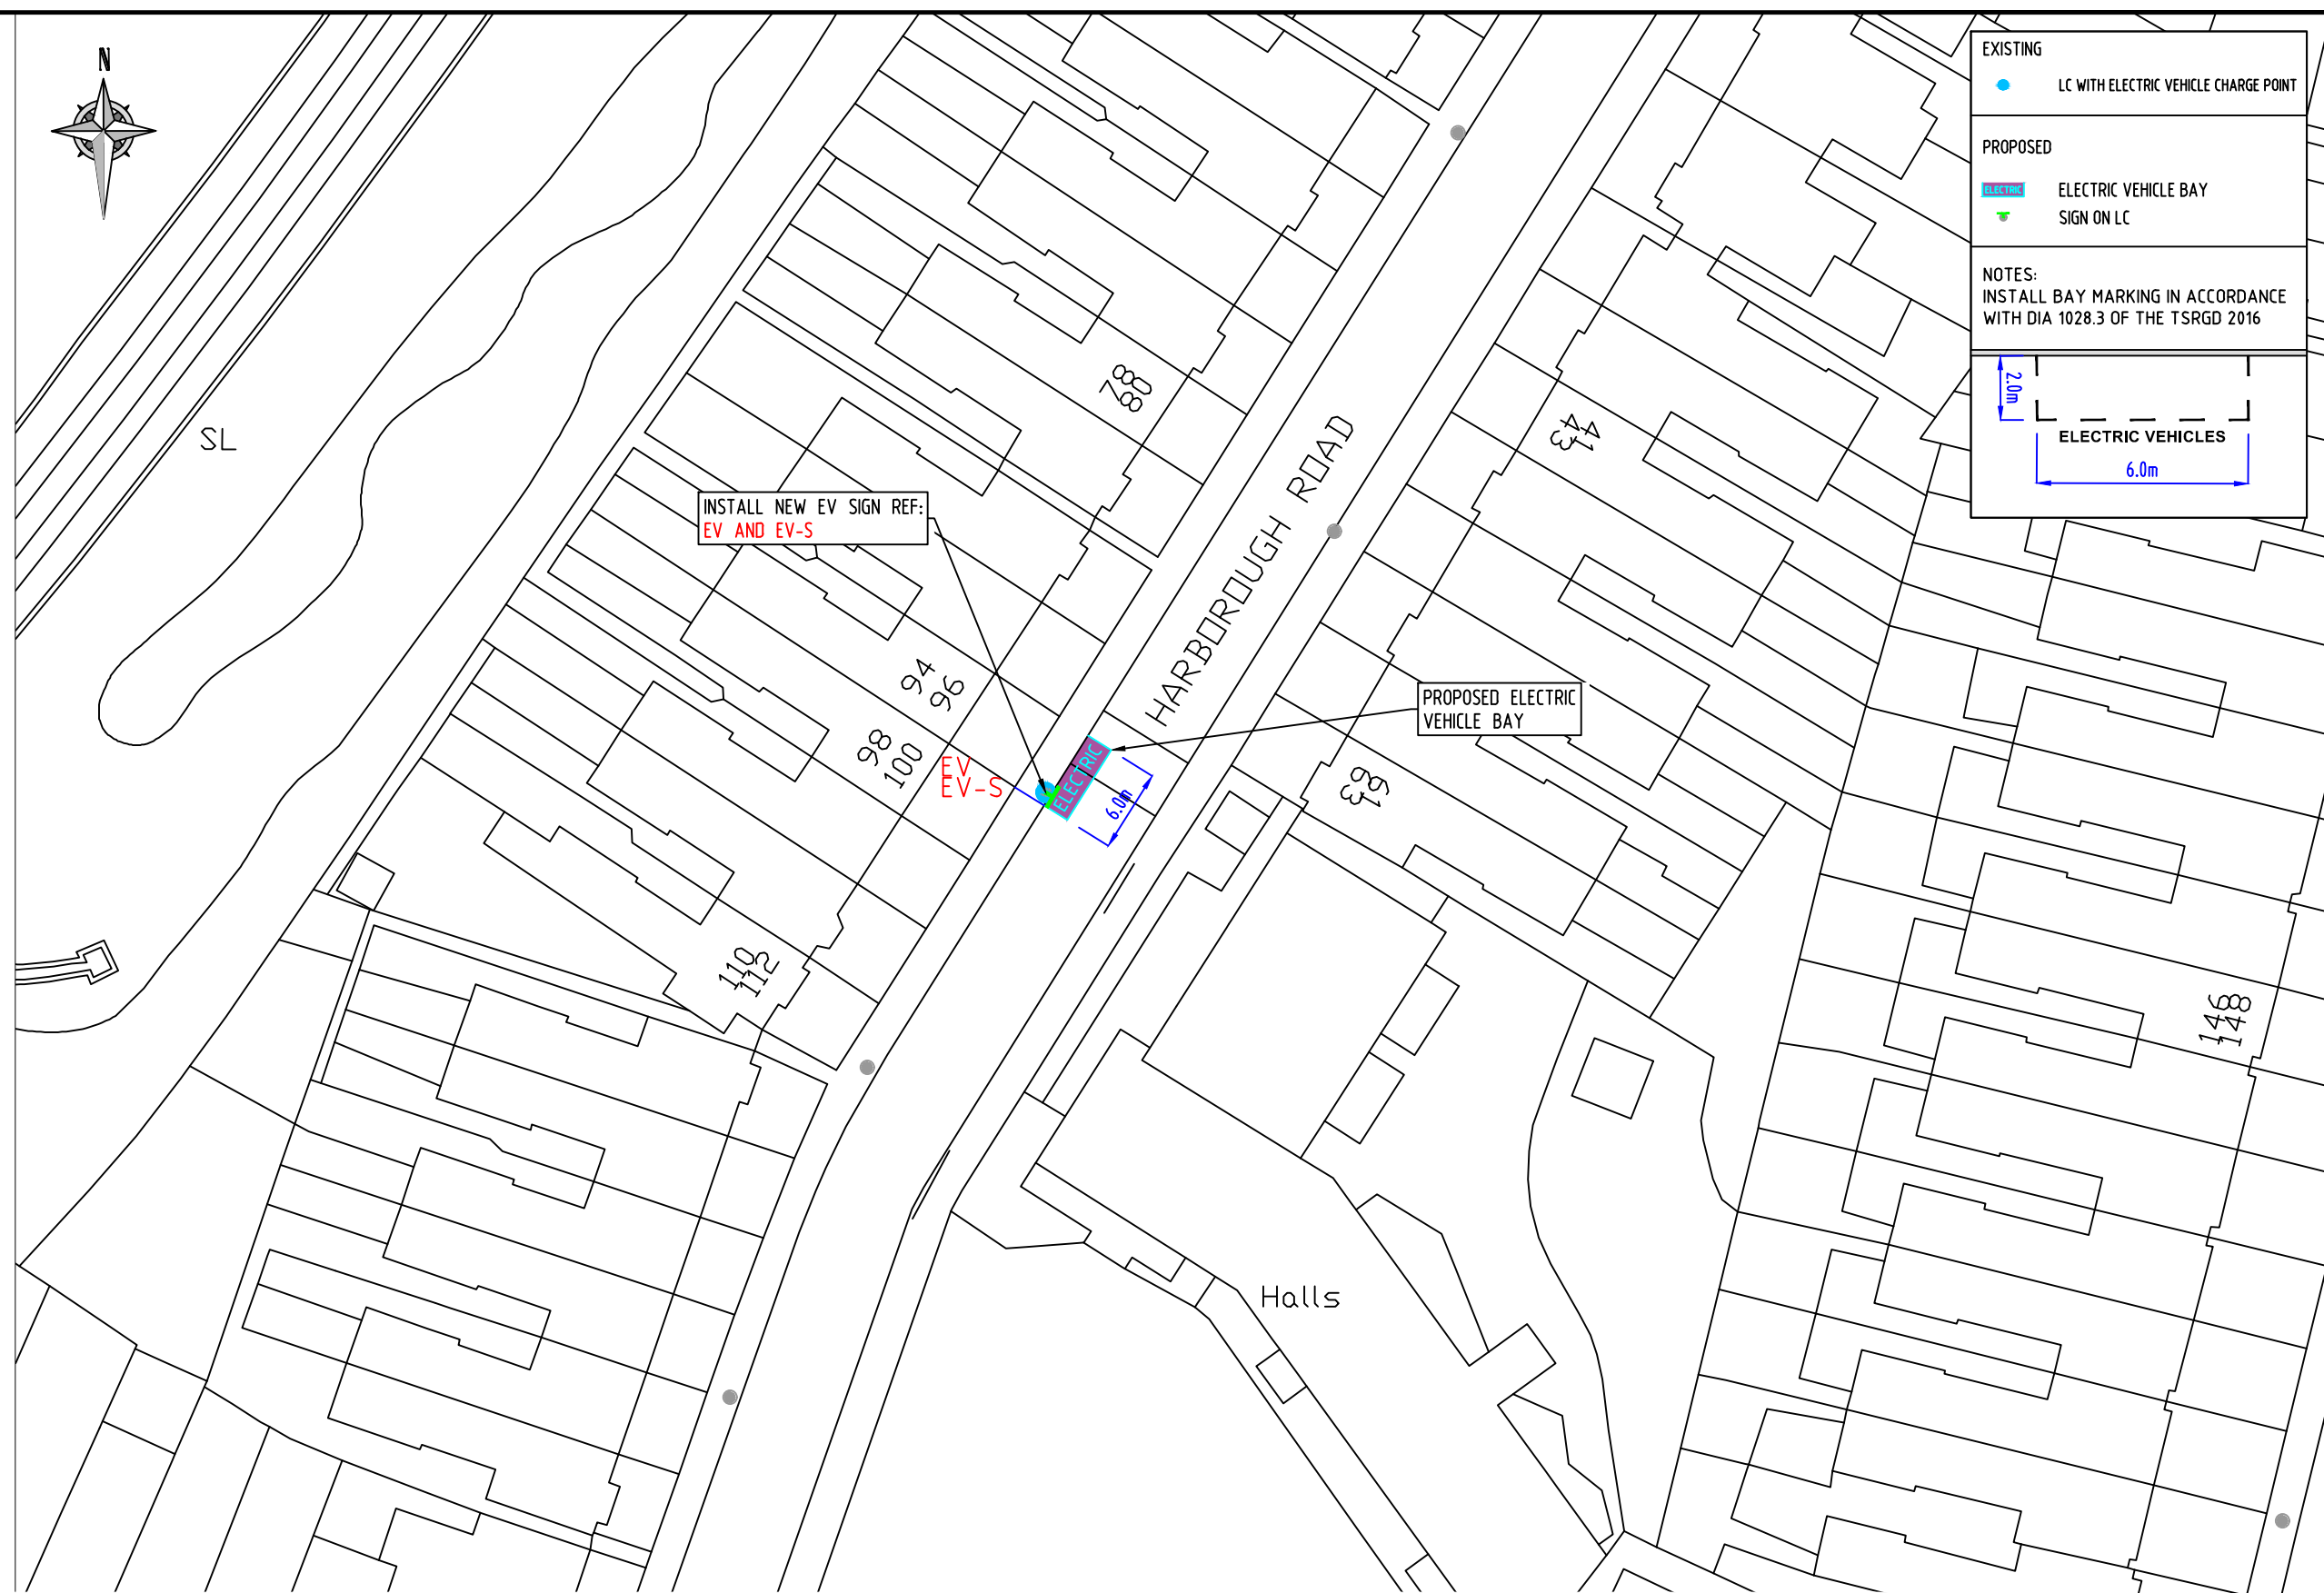 N
EXISTING
LC WITH ELECTRIC VEHICLE CHARGE POINT
PROPOSED
ELECTRIC
ELECTRIC VEHICLE BAY
SIGN ON LC
NOTES:
INSTALL BAY MARKING IN ACCORDANCE
WITH DIA 1028.3 OF THE TSRGD 2016
2.0m
ELECTRIC VEHICLES
6.0m
SL
78
80
43
41
HARBOROUGH ROAD
INSTALL NEW EV SIGN REF:
EV AND EV-S
94
96
98
100
EV
EV-S
ELECTRIC
6.0m
PROPOSED ELECTRIC
VEHICLE BAY
63
61
110
112
146
148
Halls